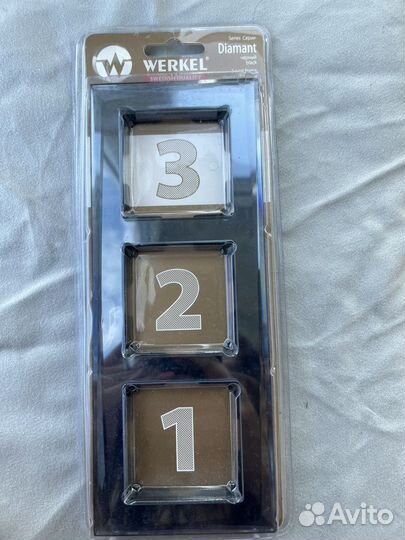 Series Серия
Diamant
WERKEL®
черный
black
3
2
1
Avito